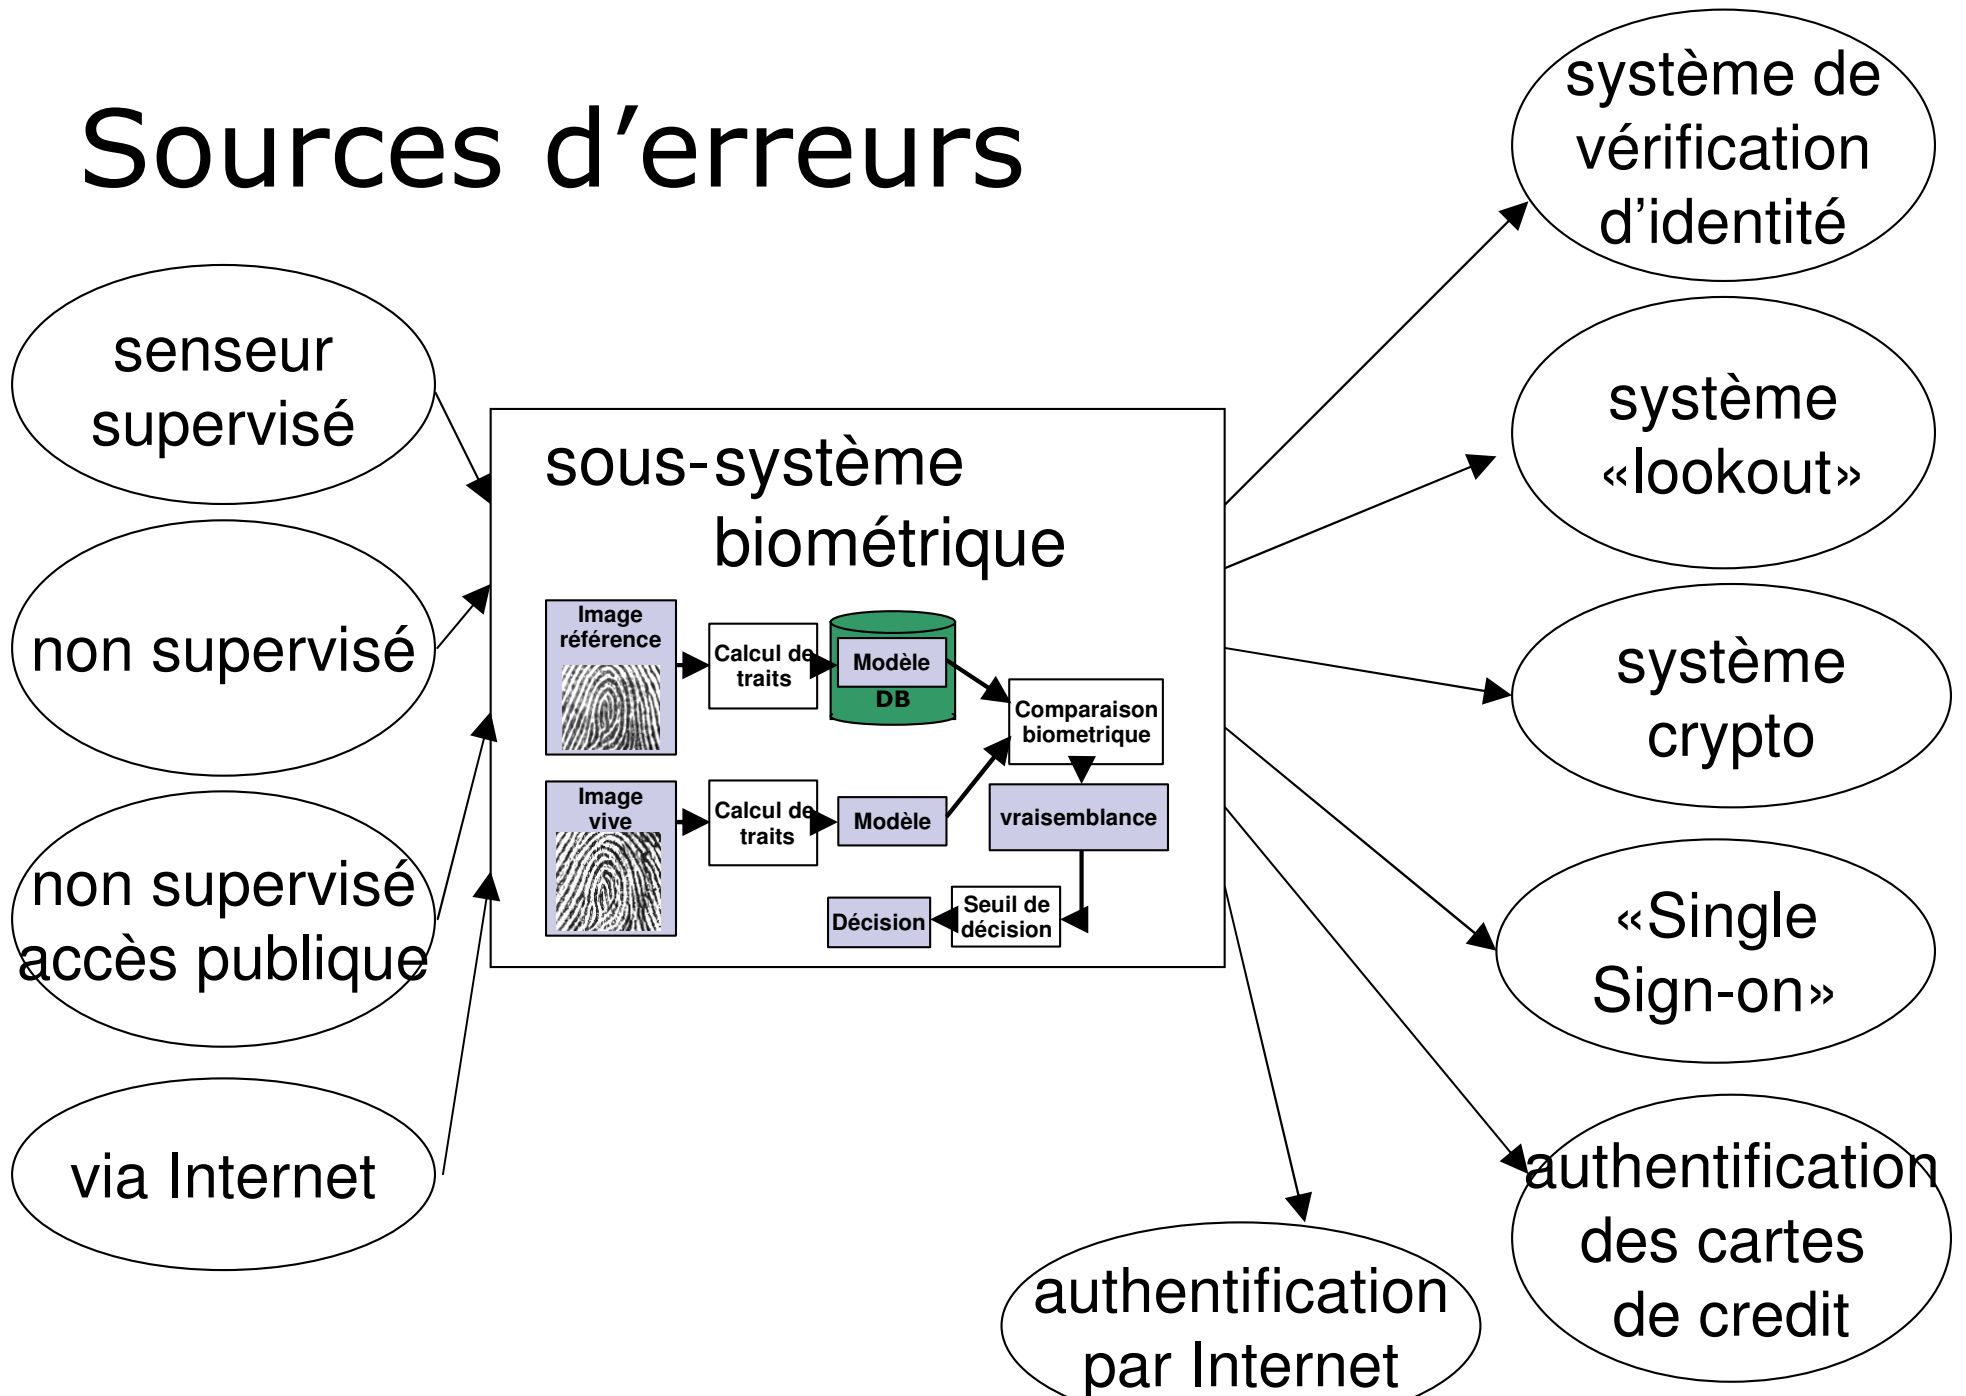 Sources d’erreurs
senseur
supervisé
non supervisé
non supervisé
accès publique
via Internet
sous-système
biométrique
Image
référence
Calcul de
traits
Modèle
DB
Comparaison
biometrique
Image
vive
Calcul de
traits
Modèle
vraisemblance
Décision
Seuil de
décision
système de
vérification
d’identité
système
«lookout»
système
crypto
«Single
Sign-on»
authentification
des cartes
de credit
authentification
par Internet